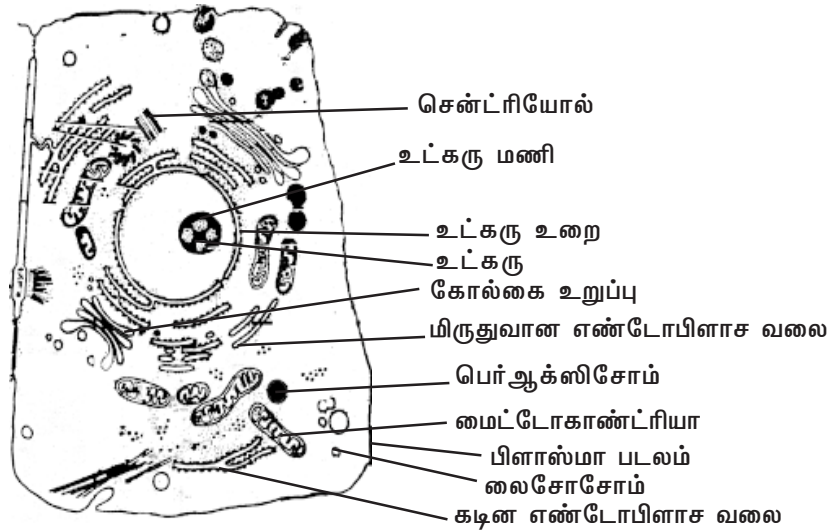 சென்ட்ரியோல்
உட்கரு மணி
உட்கரு உறை
உட்கரு
கோல்கை உறுப்பு
மிருதுவான எண்டோபிளாச வலை
பெர்ஆக்ஸிசோம்
மைட்டோகாண்ட்ரியா
பிளாஸ்மா படலம்
லைசோசோம்
கடின எண்டோபிளாச வலை